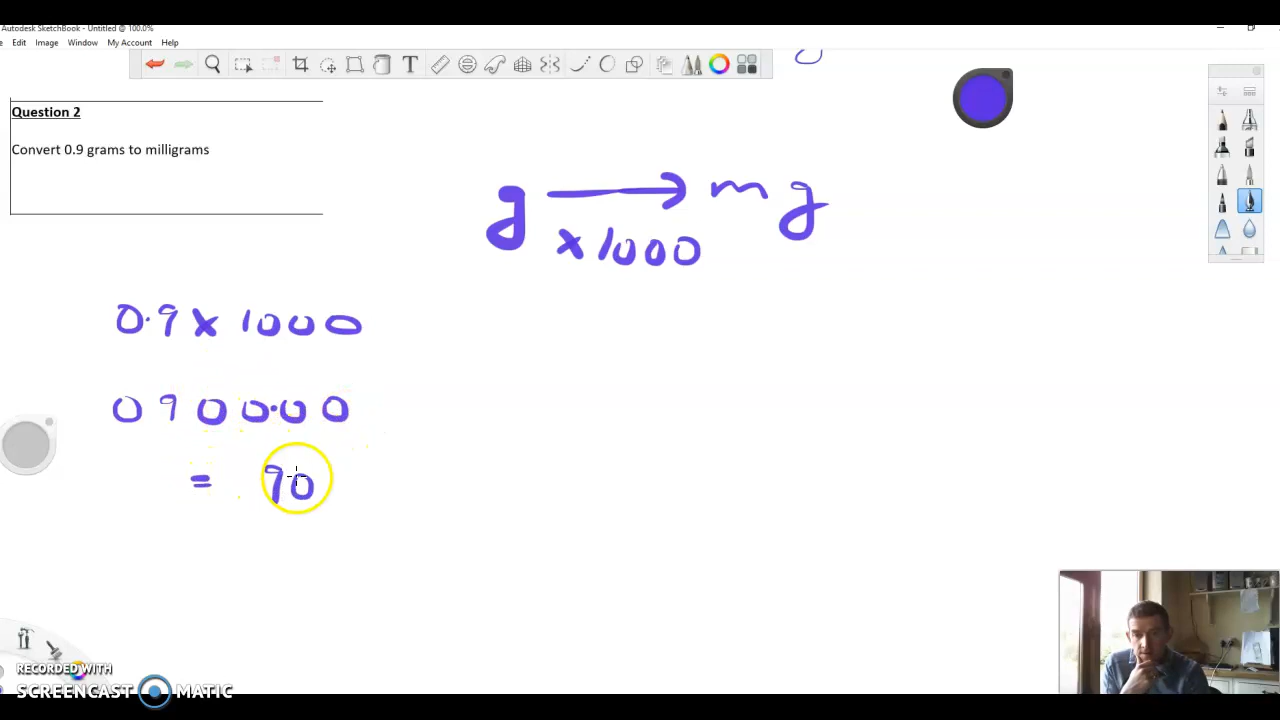 Autodesk SketchBook - Untitled @ 100.0%
Edit Image Window My Account Help
T
Question 2
Convert 0.9 grams to milligrams
g → mg
x 1000
0.9 x 1000
0 9 0 0.0 0
= 90
RECORDED WITH
SCREENCAST MATIC